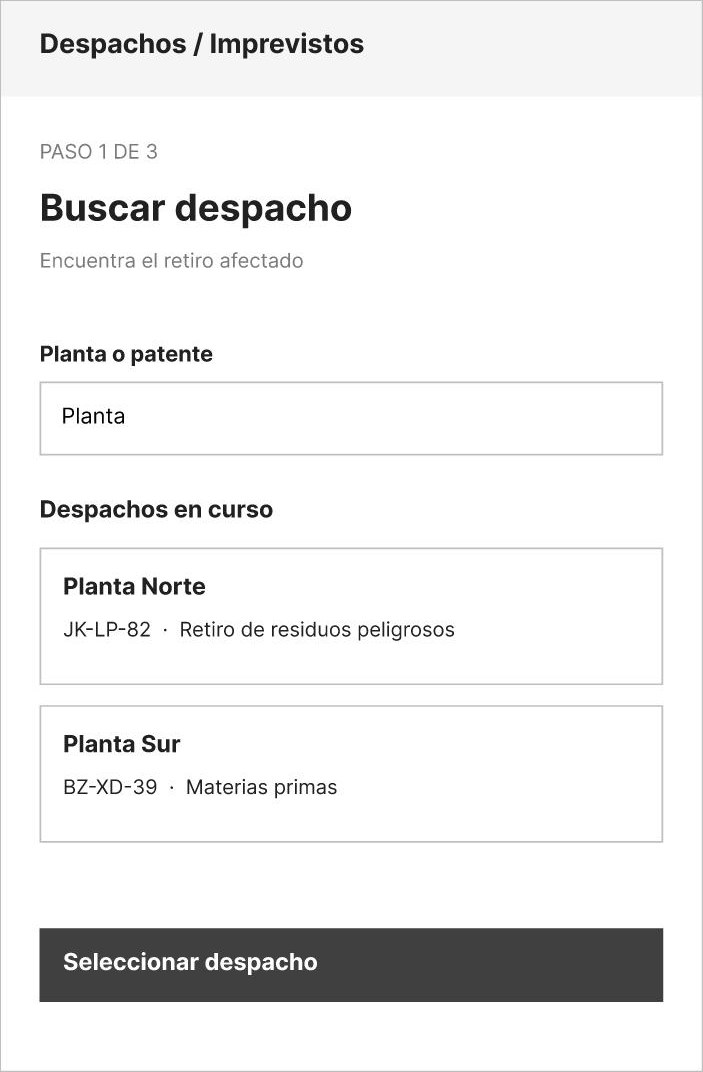 Despachos / Imprevistos
PASO 1 DE 3
Buscar despacho
Encuentra el retiro afectado
Planta o patente
Planta
Despachos en curso
Planta Norte
JK-LP-82 · Retiro de residuos peligrosos
Planta Sur
BZ-XD-39 · Materias primas
Seleccionar despacho